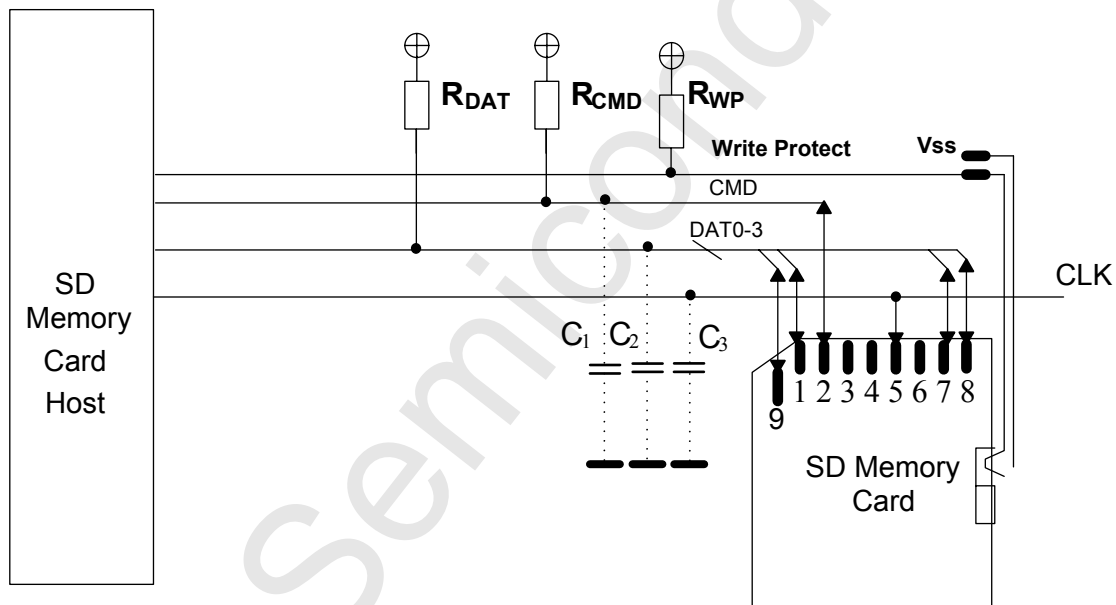 RDAT
RCMD
RWP
Write Protect
Vss
CMD
DAT0-3
CLK
SD
Memory
Card
Host
C1
C2
C3
1 2 3 4 5 6 7 8
9
SD Memory
Card
Semicond